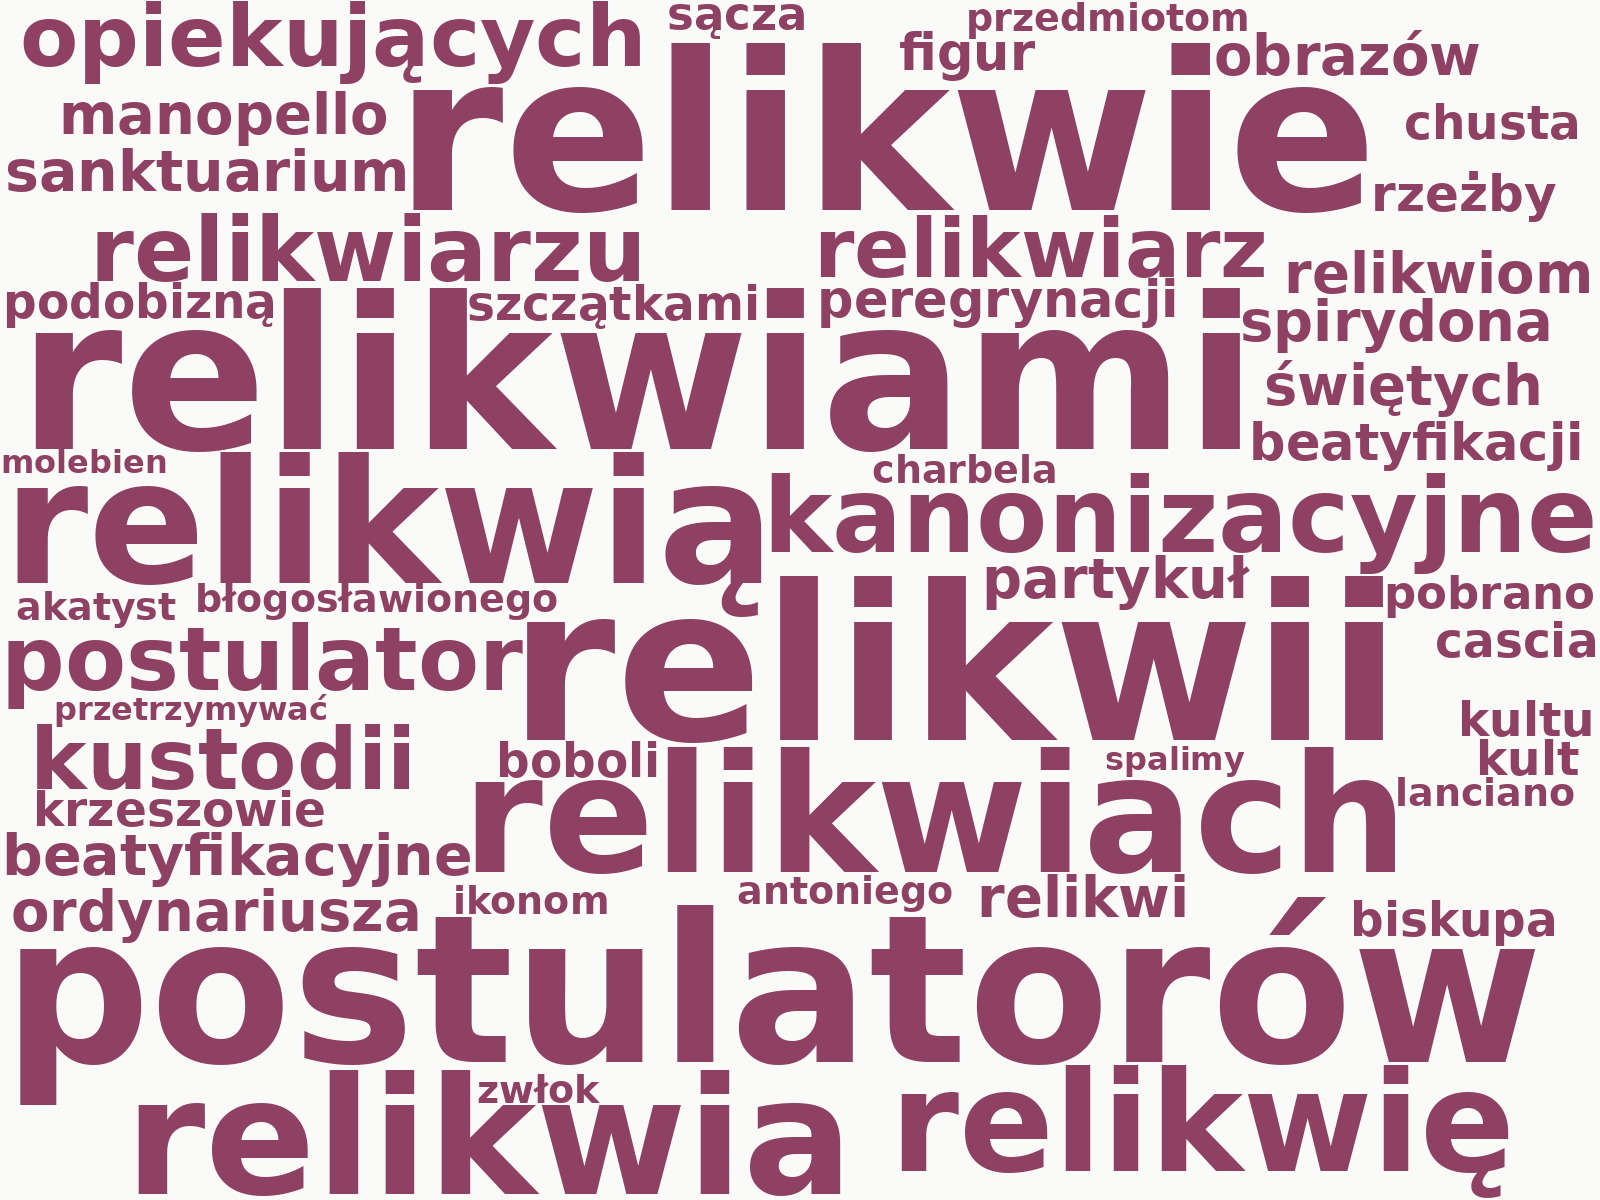 opiekujących
sącza
przedmiotom
figur
obrazów
manopello
relikwie
chusta
sanktuarium
rzeżby
relikwiarzu
relikwiarz
relikwiom
podobizną
szczątkami
peregrynacji
spirydona
relikwiami
świętych
beatyfikacji
molebien
charbela
relikwią
kanonizacyjne
partykuł
akatyst
błogosławionego
pobrano
postulator
relikwii
cascia
przetrzymywać
kultu
kustodii
boboli
spalimy
kult
krzeszowie
relikwiach
lanciano
beatyfikacyjne
ordynariusza
ikonom
antoniego
relikwi
biskupa
postulatorów
zwłok
relikwia
relikwię